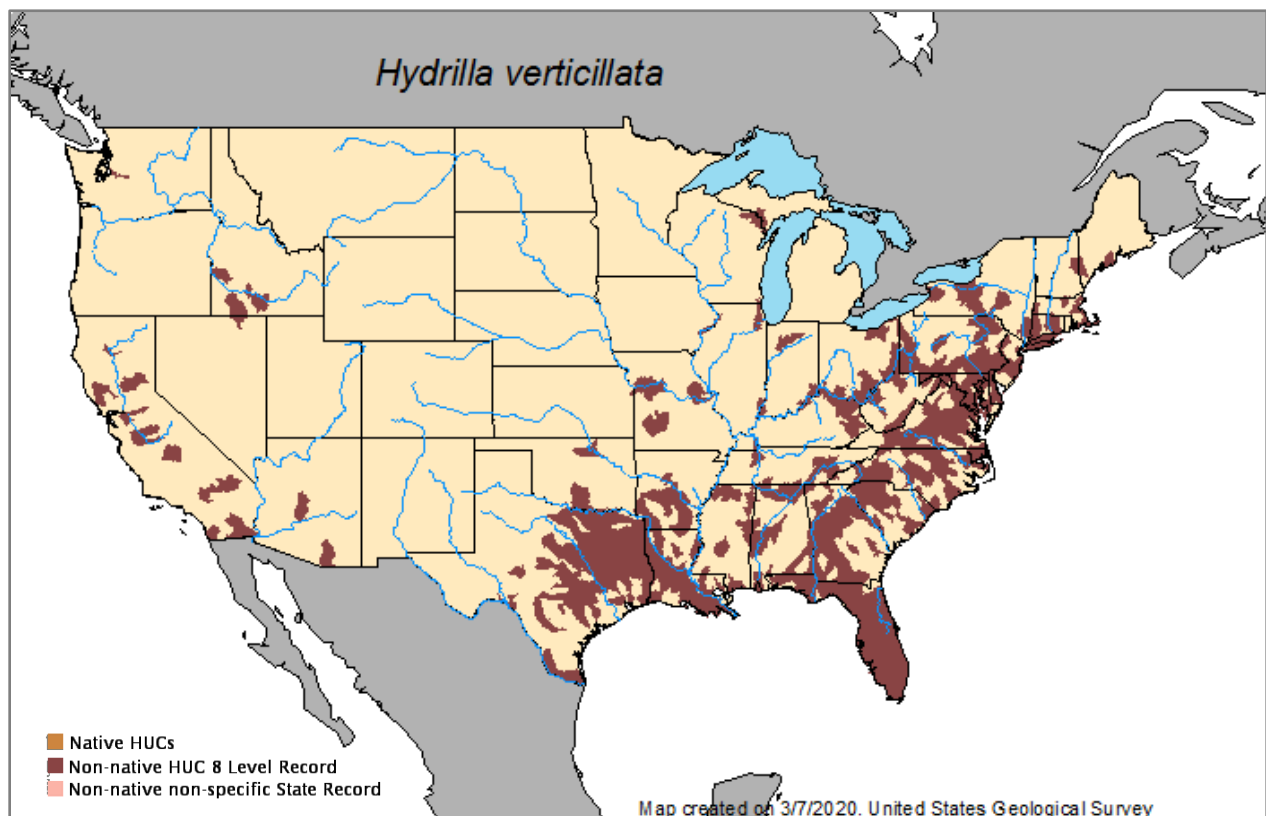 Hydrilla verticillata
Native HUCs
Non-native HUC 8 Level Record
Non-native non-specific State Record
Map created on 3/7/2020. United States Geological Survey